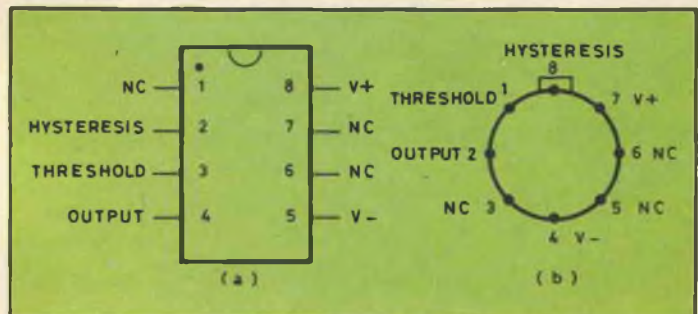 NC 1 8 V+
HYSTERESIS 2 7 NC
THRESHOLD 3 6 NC
OUTPUT 4 5 V-
(a)
HYSTERESIS
8
THRESHOLD 1 7 V+
OUTPUT 2 6 NC
NC 3 5 NC
4 V-
(b)